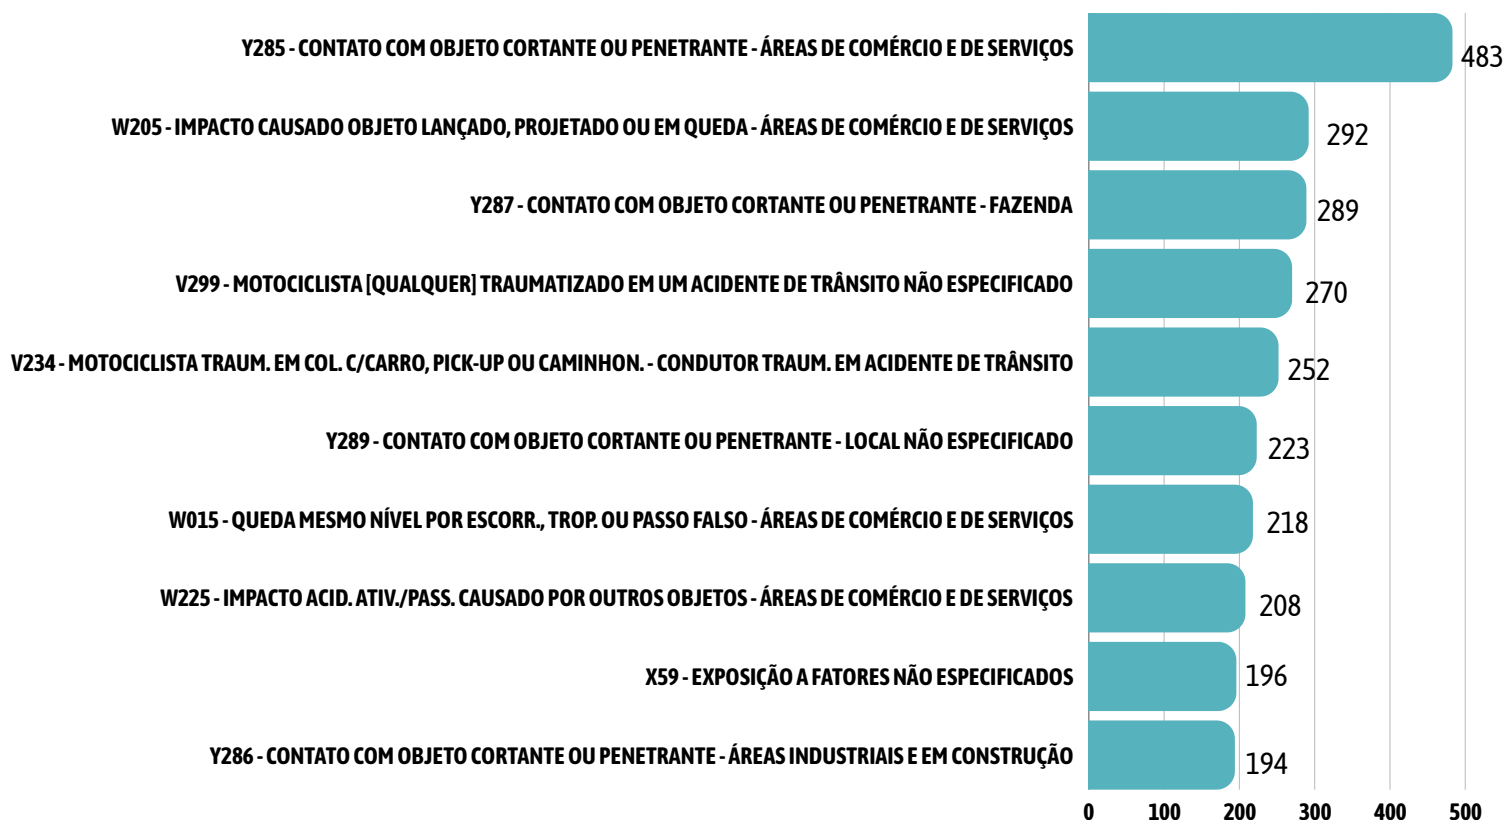 Y285 - CONTATO COM OBJETO CORTANTE OU PENETRANTE - ÁREAS DE COMÉRCIO E DE SERVIÇOS
483
W205 - IMPACTO CAUSADO OBJETO LANÇADO, PROJETADO OU EM QUEDA - ÁREAS DE COMÉRCIO E DE SERVIÇOS
292
Y287 - CONTATO COM OBJETO CORTANTE OU PENETRANTE - FAZENDA
289
V299 - MOTOCICLISTA [QUALQUER] TRAUMATIZADO EM UM ACIDENTE DE TRÂNSITO NÃO ESPECIFICADO
270
V234 - MOTOCICLISTA TRAUM. EM COL. C/CARRO, PICK-UP OU CAMINHON. - CONDUTOR TRAUM. EM ACIDENTE DE TRÂNSITO
252
Y289 - CONTATO COM OBJETO CORTANTE OU PENETRANTE - LOCAL NÃO ESPECIFICADO
223
W015 - QUEDA MESMO NÍVEL POR ESCORR., TROP. OU PASSO FALSO - ÁREAS DE COMÉRCIO E DE SERVIÇOS
218
W225 - IMPACTO ACID. ATIV./PASS. CAUSADO POR OUTROS OBJETOS - ÁREAS DE COMÉRCIO E DE SERVIÇOS
208
X59 - EXPOSIÇÃO A FATORES NÃO ESPECIFICADOS
196
Y286 - CONTATO COM OBJETO CORTANTE OU PENETRANTE - ÁREAS INDUSTRIAIS E EM CONSTRUÇÃO
194
0 100 200 300 400 500